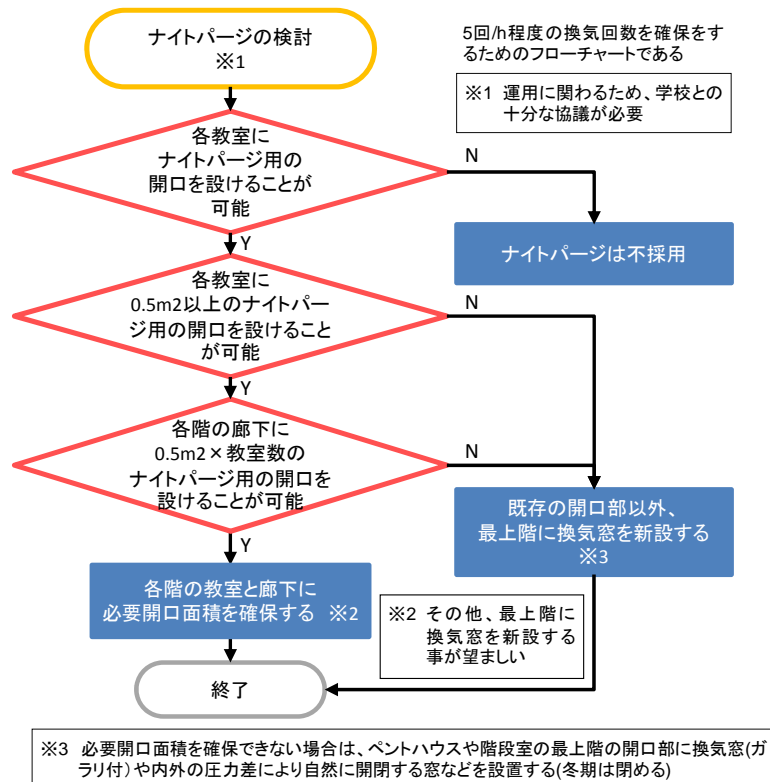 ナイトパージの検討
※1
5回/h程度の換気回数を確保をす
るためのフローチャートである
※1 運用に関わるため、学校との
十分な協議が必要
各教室に
ナイトパージ用の
開口を設けることが
可能
N
Y
ナイトパージは不採用
各教室に
0.5m2以上のナイトパー
ジ用の開口を設けること
が可能
N
Y
各階の廊下に
0.5m2×教室数の
ナイトパージ用の開口を
設けることが可能
N
Y
既存の開口部以外、
最上階に換気窓を新設する
※3
各階の教室と廊下に
必要開口面積を確保する ※2
※2 その他、最上階に
換気窓を新設する
事が望ましい
終了
※3 必要開口面積を確保できない場合は、ペントハウスや階段室の最上階の開口部に換気窓(ガ
ラリ付)や内外の圧力差により自然に開閉する窓などを設置する(冬期は閉める)